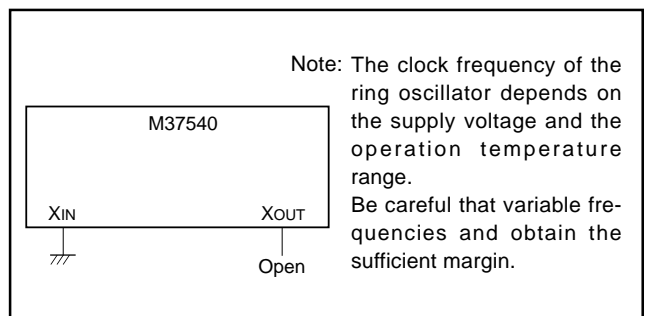 Note: The clock frequency of the
ring oscillator depends on
the supply voltage and the
operation temperature
range.
Be careful that variable fre-
quencies and obtain the
sufficient margin.
M37540
XIN
XOUT
Open